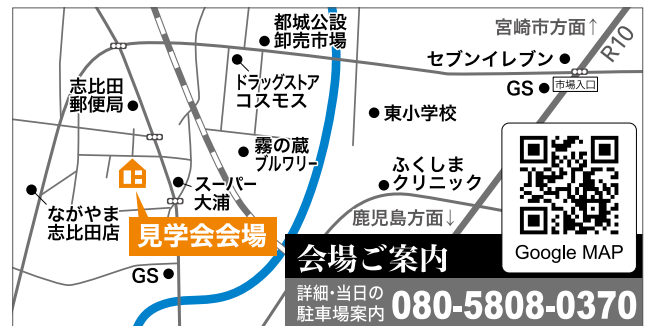 都城公設
卸売市場
宮崎市方面↑
R10
セブンイレブン
GS
市場入口
ドラッグストア
コスモス
志比田
郵便局
東小学校
霧の蔵
ブルワリー
ふくしま
クリニック
スーパー
大浦
ながやま
志比田店
見学会会場
鹿児島方面↓
GS
Google MAP
会場ご案内
詳細・当日の
駐車場案内
080-5808-0370